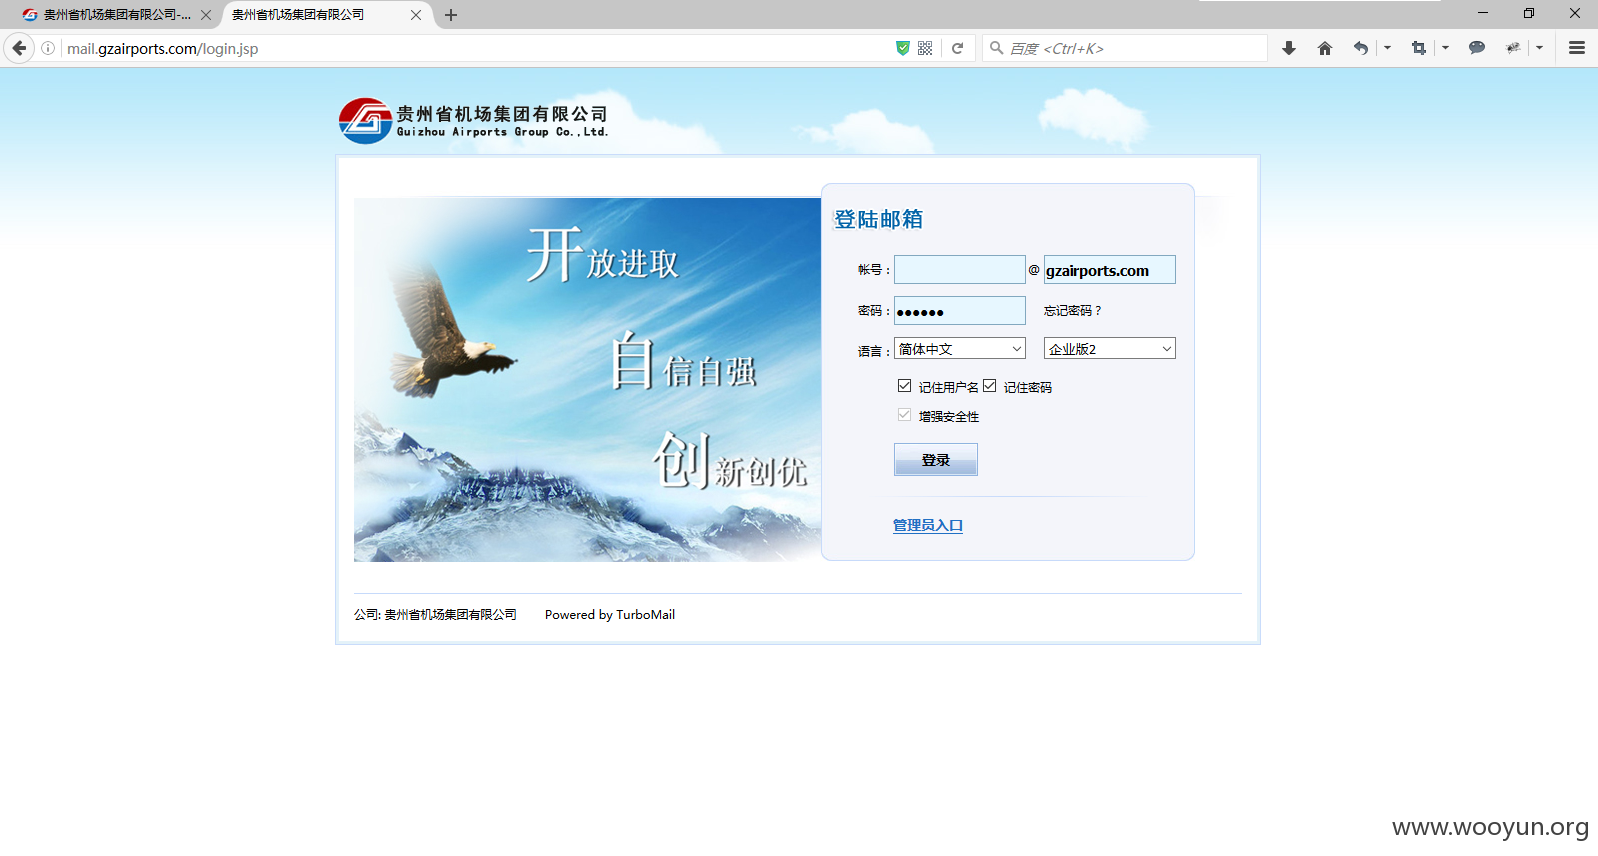 贵州省机场集团有限公司-...
贵州省机场集团有限公司
mail.gzairports.com/login.jsp
百度 <Ctrl+K>
贵州省机场集团有限公司
Guizhou Airports Group Co.,Ltd.
开放进取
自信自强
创新创优
登陆邮箱
帐号： @ gzairports.com
密码： ●●●●●● 忘记密码？
语言： 简体中文 企业版2
记住用户名 记住密码
增强安全性
登录
管理员入口
公司: 贵州省机场集团有限公司 Powered by TurboMail
www.wooyun.org